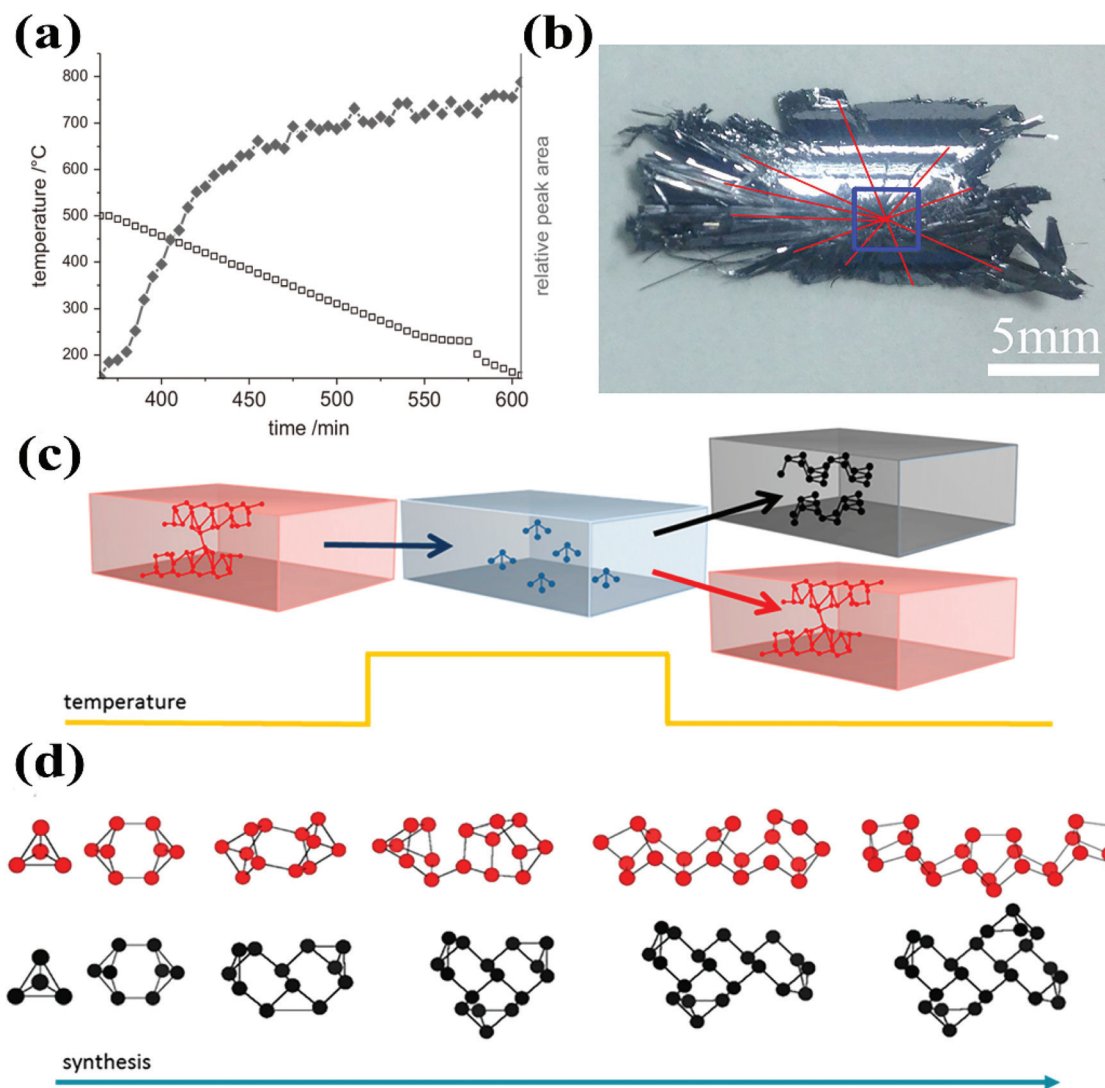 (a)
800
700
600
500
400
300
200
temperature /°C
400
450
500
550
600
time /min
relative peak area
(b)
5mm
(c)
temperature
(d)
synthesis